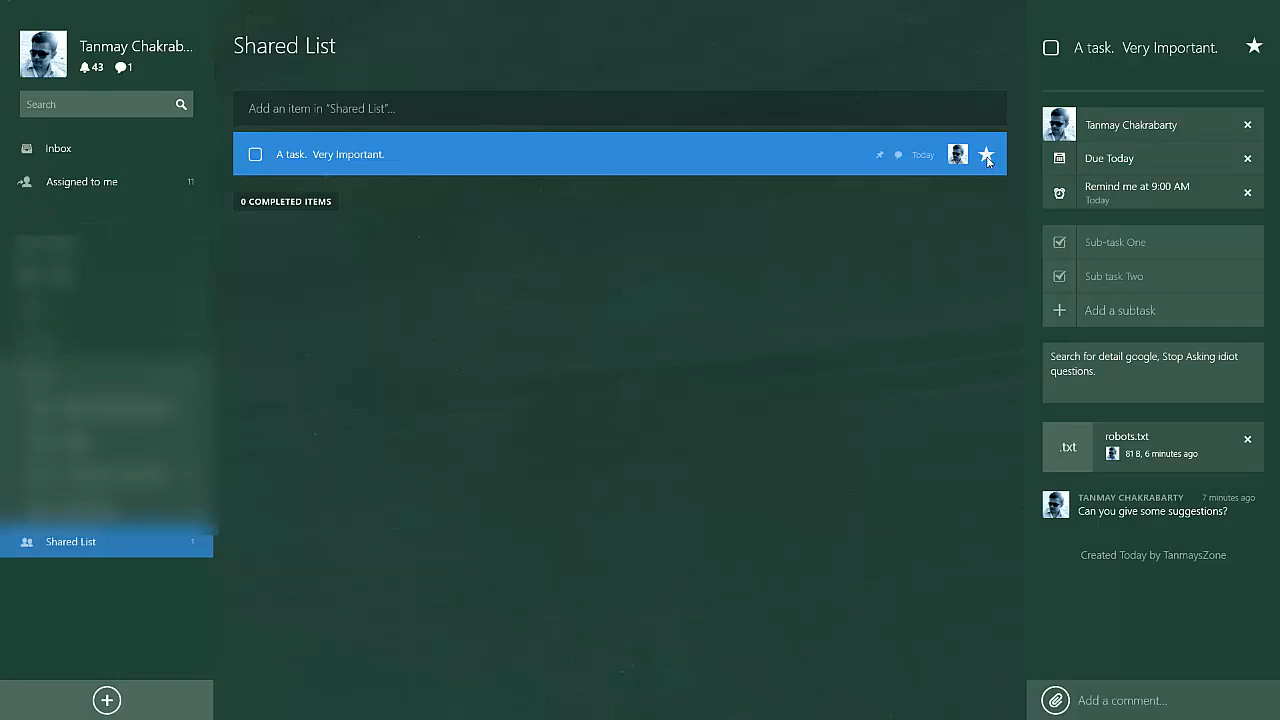 Tanmay Chakrab...
43 1
Search
Inbox
Assigned to me 11
Shared List 1
Shared List
Add an item in "Shared List"...
A task. Very Important. Today
0 COMPLETED ITEMS
A task. Very Important.
Tanmay Chakrabarty
Due Today
Remind me at 9:00 AM
Today
Sub-task One
Sub task Two
Add a subtask
Search for detail google, Stop Asking idiot
questions.
.txt
robots.txt
81 B, 6 minutes ago
TANMAY CHAKRABARTY 7 minutes ago
Can you give some suggestions?
Created Today by TanmaysZone
Add a comment...